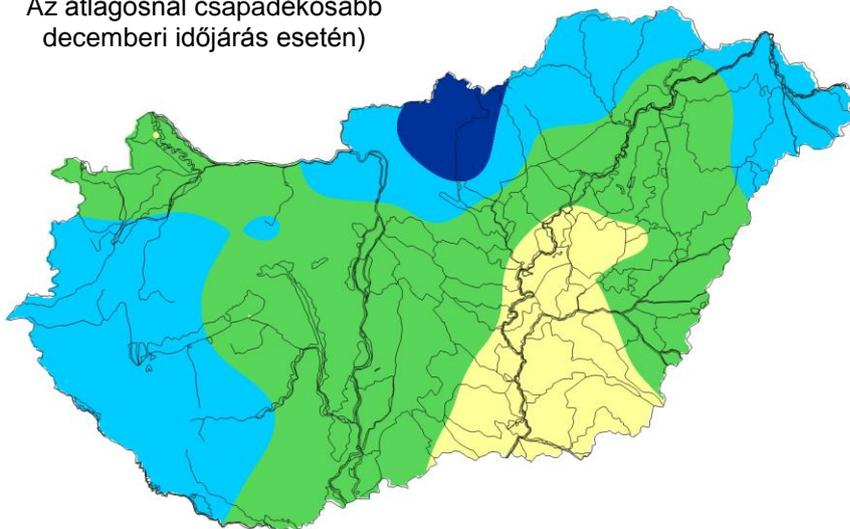 Az átlagosnál csapadékosabb
decemberi időjárás esetén)